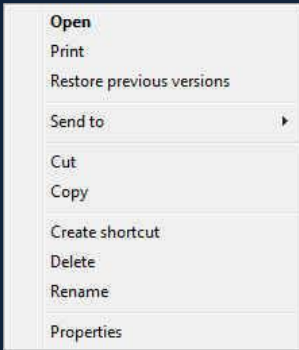 Open
Print
Restore previous versions
Send to
Cut
Copy
Create shortcut
Delete
Rename
Properties